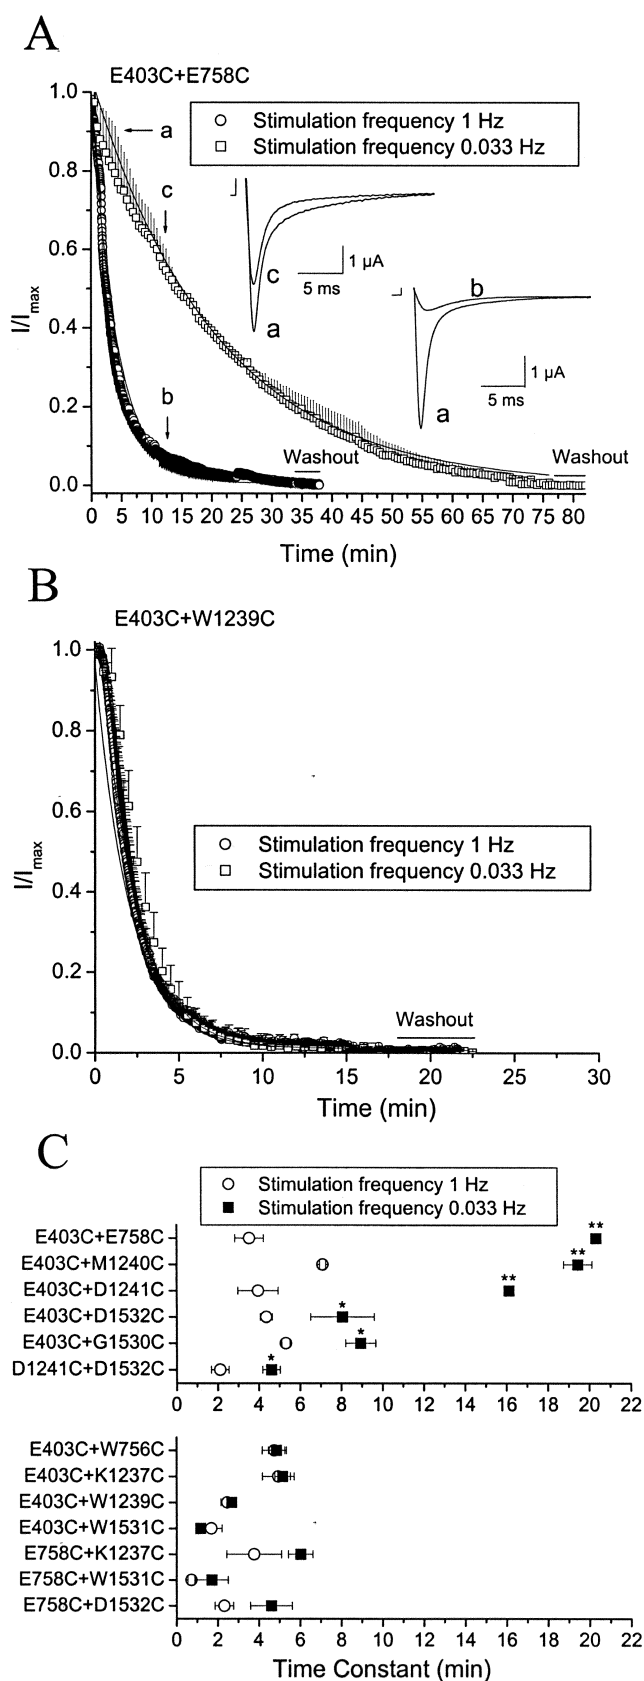 A
E403C+E758C
Stimulation frequency 1 Hz
Stimulation frequency 0.033 Hz
1.0
0.8
0.6
0.4
0.2
0.0
I/Imax
a
c
b
c
a
1 µA
5 ms
b
a
1 µA
5 ms
Washout
Washout
0 5 10 15 20 25 30 35 40 45 50 55 60 65 70 75 80
Time (min)
B
E403C+W1239C
1.0
0.8
0.6
0.4
0.2
0.0
I/Imax
Stimulation frequency 1 Hz
Stimulation frequency 0.033 Hz
Washout
0 5 10 15 20 25 30
Time (min)
C
Stimulation frequency 1 Hz
Stimulation frequency 0.033 Hz
E403C+E758C **
E403C+M1240C **
E403C+D1241C **
E403C+D1532C *
E403C+G1530C *
D1241C+D1532C *
0 2 4 6 8 10 12 14 16 18 20 22
E403C+W756C
E403C+K1237C
E403C+W1239C
E403C+W1531C
E758C+K1237C
E758C+W1531C
E758C+D1532C
0 2 4 6 8 10 12 14 16 18 20 22
Time Constant (min)